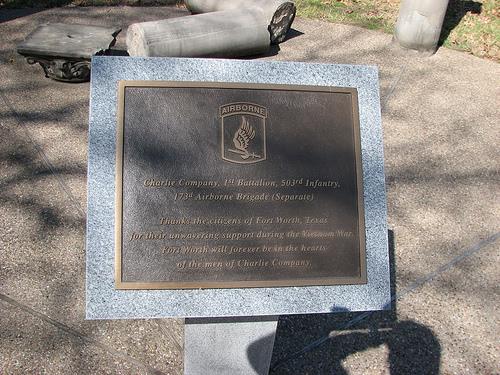 AIRBORNE
Charlie Company, 1st Battalion, 503rd Infantry,
173d Airborne Brigade (Separate)
Thanks the citizens of Fort Worth, Texas
for their unwavering support during the Vietnam War.
Fort Worth will forever be in the hearts
of the men of Charlie Company.